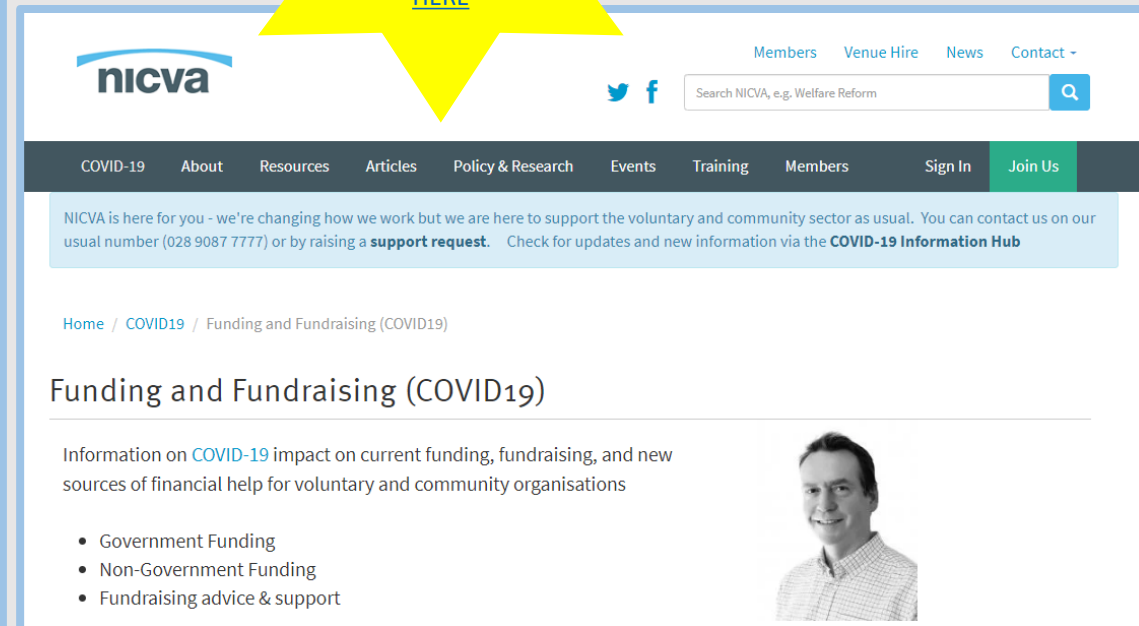 HERE
nicva
Members Venue Hire News Contact
Search NICVA, e.g. Welfare Reform
COVID-19 About Resources Articles Policy & Research Events Training Members Sign In Join Us
NICVA is here for you - we're changing how we work but we are here to support the voluntary and community sector as usual. You can contact us on our
usual number (028 9087 7777) or by raising a support request. Check for updates and new information via the COVID-19 Information Hub
Home / COVID19 / Funding and Fundraising (COVID19)
Funding and Fundraising (COVID19)
Information on COVID-19 impact on current funding, fundraising, and new
sources of financial help for voluntary and community organisations
• Government Funding
• Non-Government Funding
• Fundraising advice & support